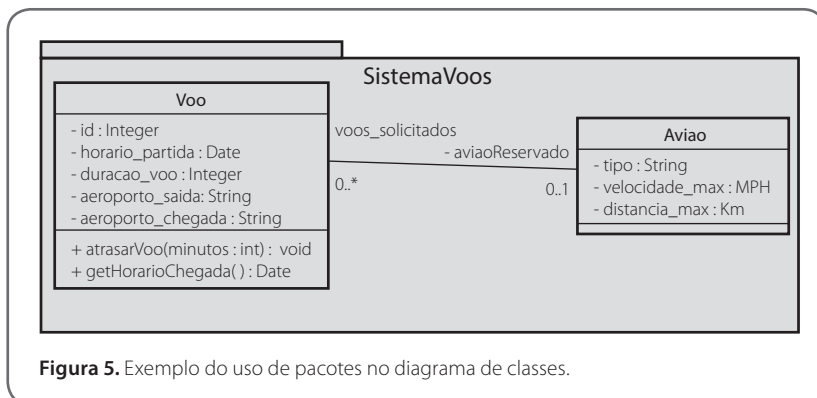 SistemaVoos
Voo
- id : Integer
- horario_partida : Date
- duracao_voo : Integer
- aeroporto_saida: String
- aeroporto_chegada : String
+ atrasarVoo(minutos : int) : void
+ getHorarioChegada( ) : Date
voos_solicitados
0..*
- aviaoReservado
0..1
Aviao
- tipo : String
- velocidade_max : MPH
- distancia_max : Km
Figura 5. Exemplo do uso de pacotes no diagrama de classes.